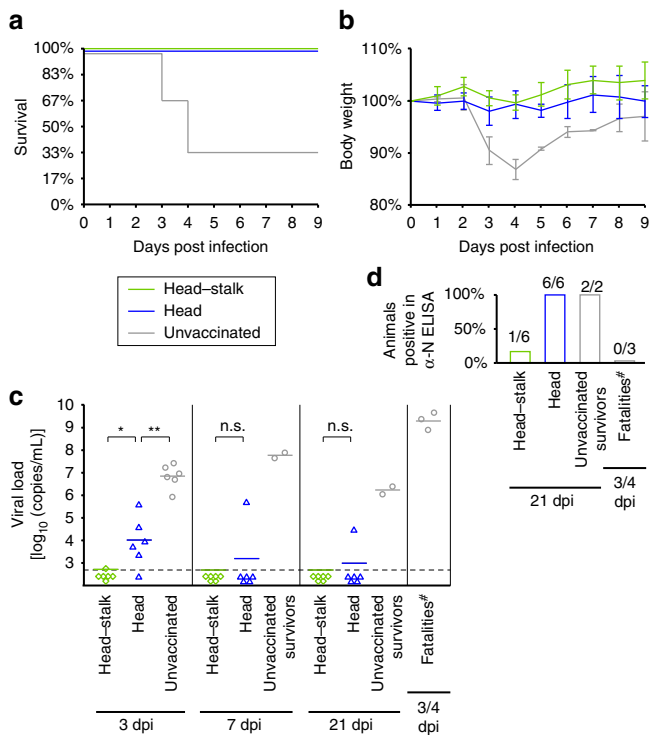 a
100%
83%
67%
50%
33%
17%
0%
Survival
0 1 2 3 4 5 6 7 8 9
Days post infection
b
110%
100%
90%
80%
Body weight
0 1 2 3 4 5 6 7 8 9
Days post infection
Head–stalk
Head
Unvaccinated
d
Animals
positive in
α-N ELISA
100%
50%
0%
1/6
6/6
2/2
0/3
Head–stalk
Head
Unvaccinated
survivors
Fatalities#
21 dpi
3/4
dpi
c
Viral load
[log10 (copies/mL)]
10
9
8
7
6
5
4
3
* **
n.s.
n.s.
Head–stalk
Head
Unvaccinated
Head–stalk
Head
Unvaccinated
survivors
Head–stalk
Head
Unvaccinated
survivors
Fatalities#
3 dpi
7 dpi
21 dpi
3/4
dpi